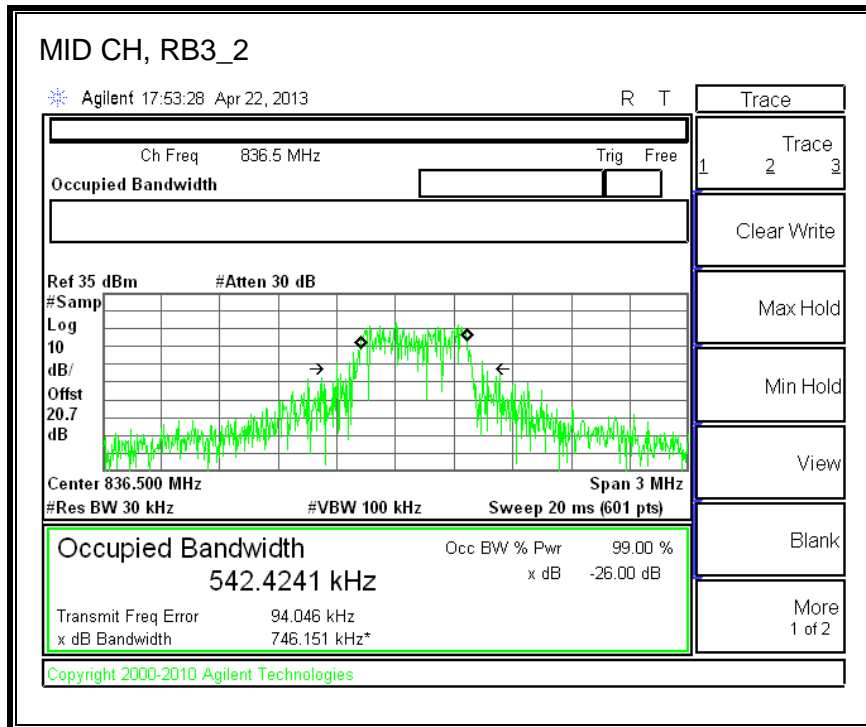 MID CH, RB3_2
Agilent 17:53:28 Apr 22, 2013 R T
Trace
Ch Freq 836.5 MHz Trig Free
Occupied Bandwidth
Trace
1 2 3
Clear Write
Max Hold
Min Hold
View
Blank
More
1 of 2
Ref 35 dBm #Atten 30 dB
#Samp
Log
10
dB/
Offst
20.7
dB
Center 836.500 MHz Span 3 MHz
#Res BW 30 kHz #VBW 100 kHz Sweep 20 ms (601 pts)
Occupied Bandwidth Occ BW % Pwr 99.00 %
542.4241 kHz x dB -26.00 dB
Transmit Freq Error 94.046 kHz
x dB Bandwidth 746.151 kHz*
Copyright 2000-2010 Agilent Technologies